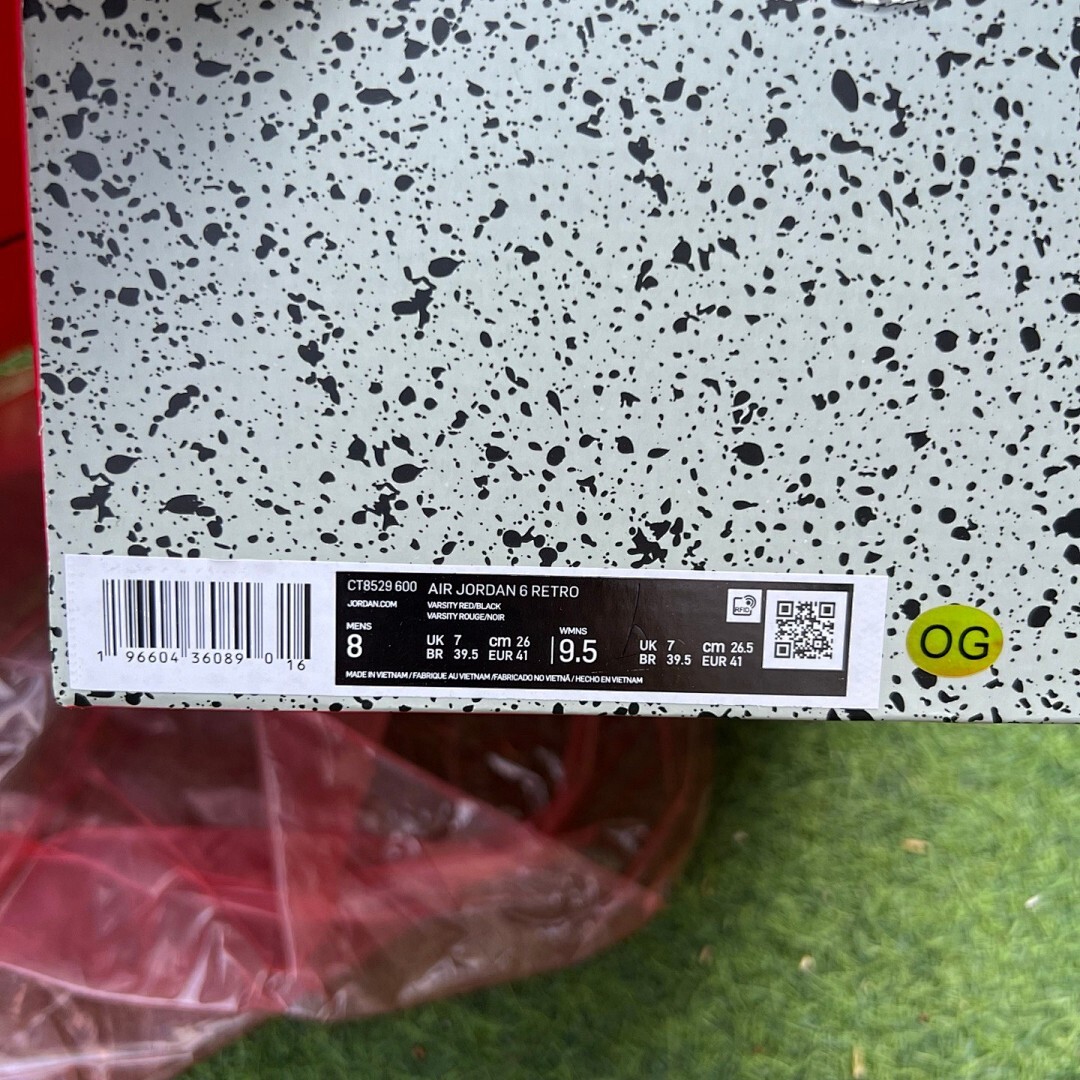 CT8529 600 AIR JORDAN 6 RETRO
JORDAN.COM
VARSITY RED/BLACK
VARSITY ROUGE/NOIR
MENS
8
UK 7 cm 26
BR 39.5 EUR 41
WMNS
9.5
UK 7 cm 26.5
BR 39.5 EUR 41
MADE IN VIETNAM / FABRIQUE AU VIETNAM / FABRICADO NO VIETNÃ / HECHO EN VIETNAM
1 96604 36089 0 16
RFID
OG